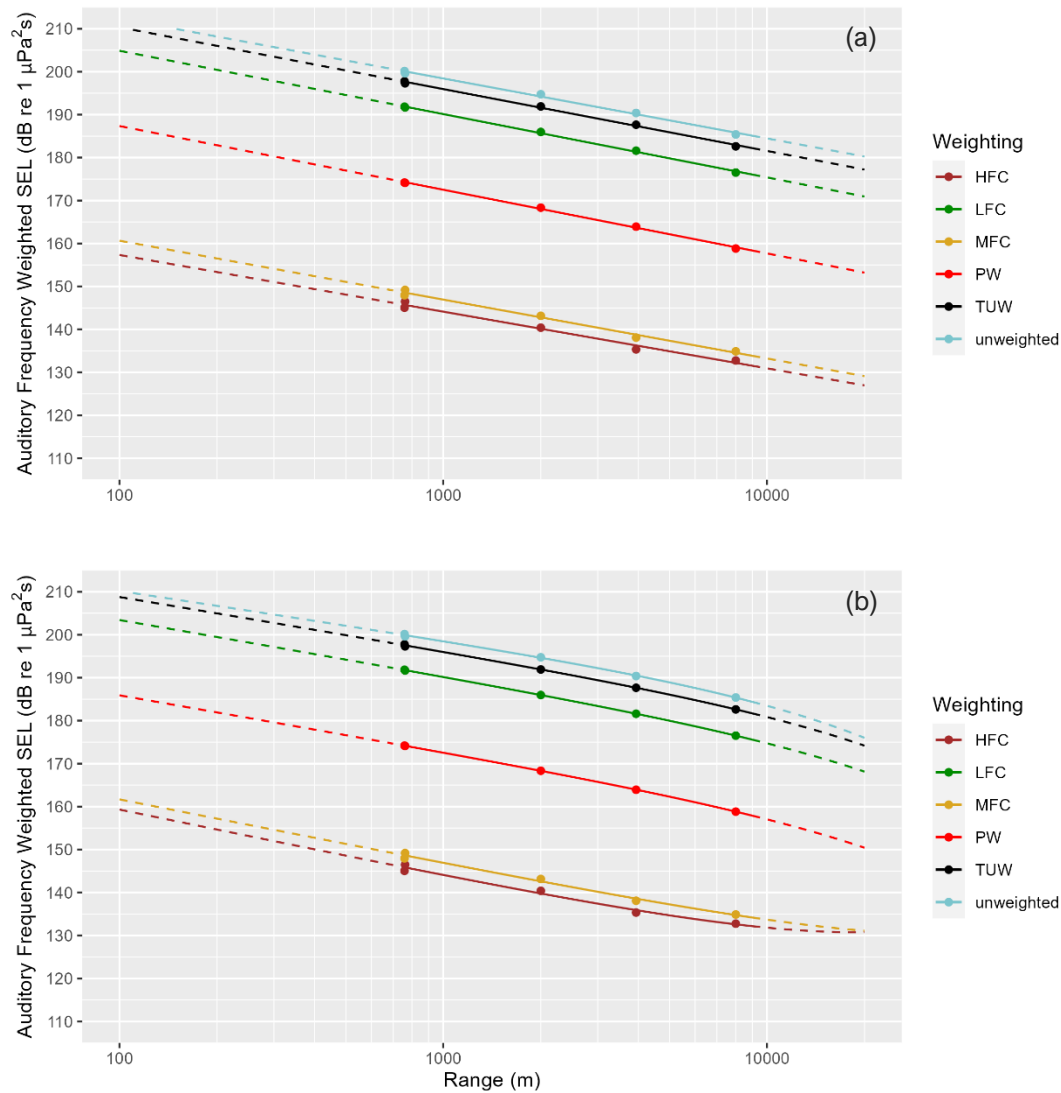 Auditory Frequency Weighted SEL (dB re 1 µPa²s)
(a)
210
200
190
180
170
160
150
140
130
120
110
100
1000
10000
Weighting
HFC
LFC
MFC
PW
TUW
unweighted
Auditory Frequency Weighted SEL (dB re 1 µPa²s)
(b)
210
200
190
180
170
160
150
140
130
120
110
100
1000
10000
Range (m)
Weighting
HFC
LFC
MFC
PW
TUW
unweighted